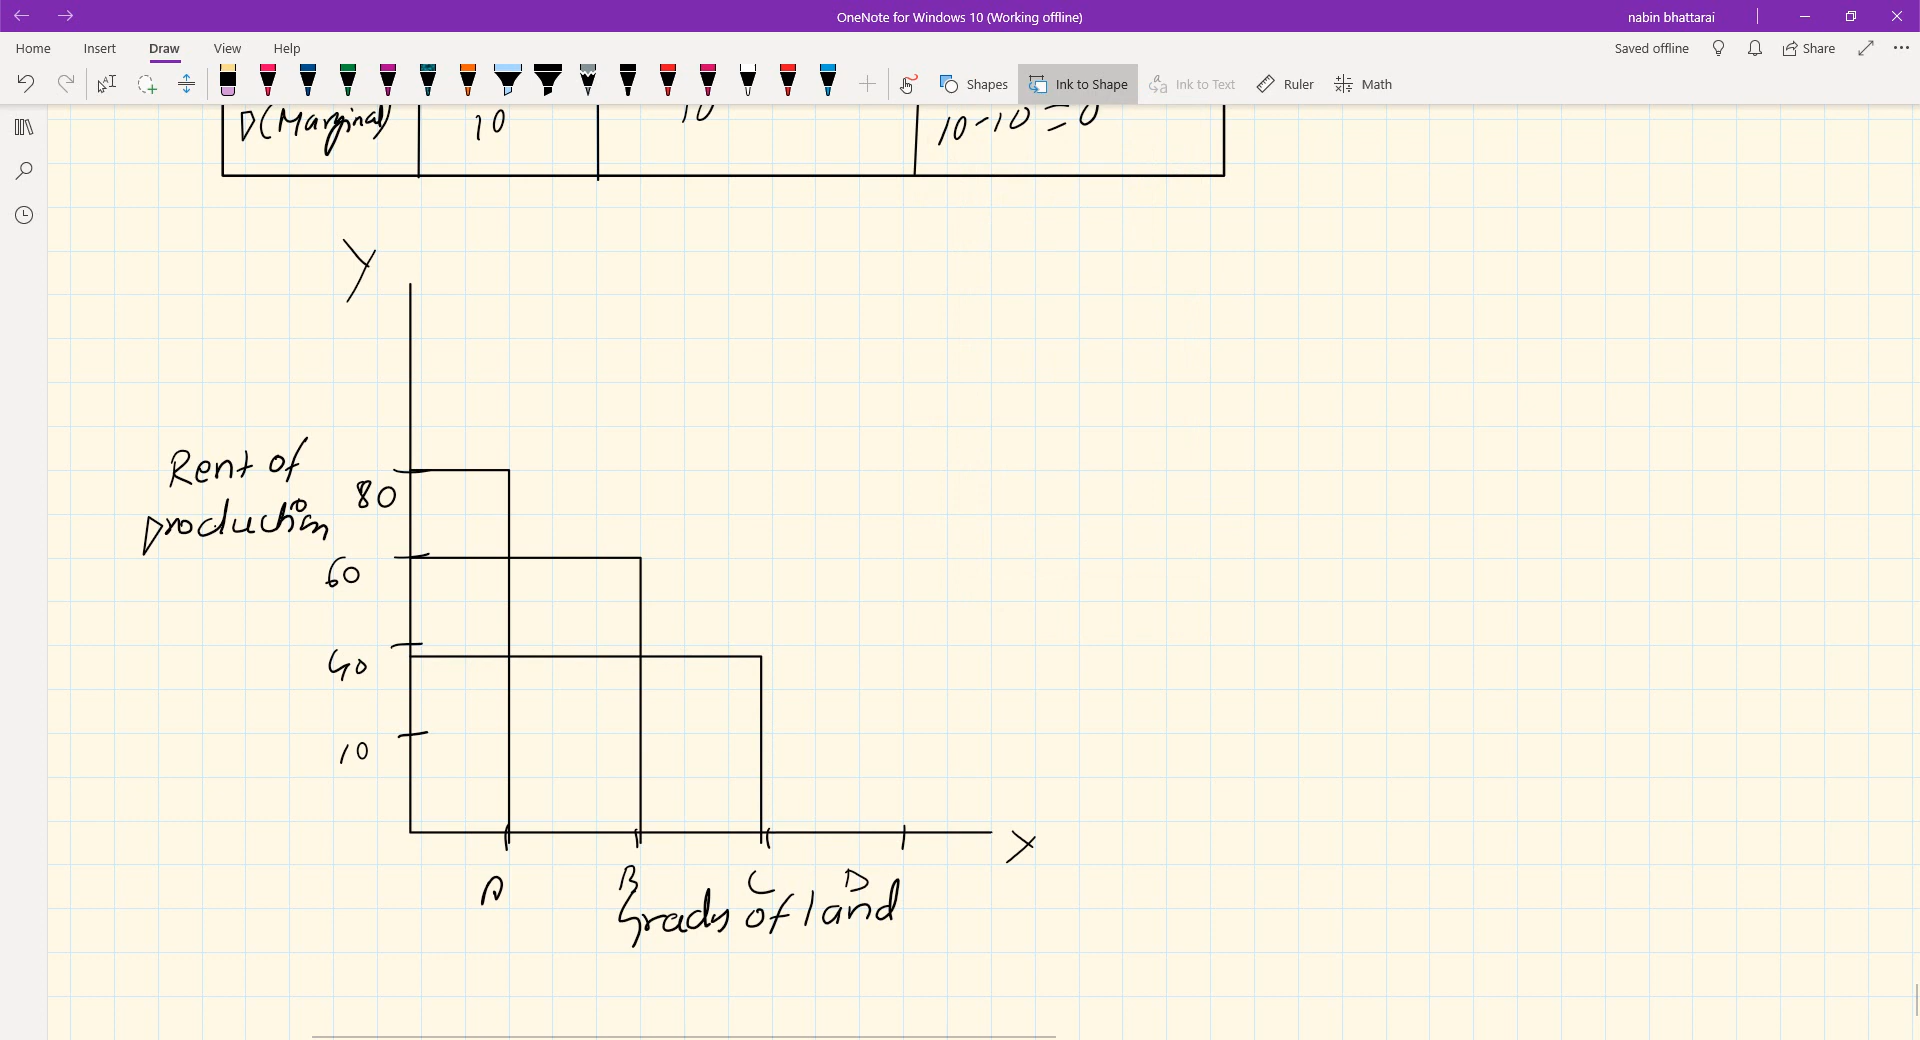 OneNote for Windows 10 (Working offline)
nabin bhattarai
Home Insert Draw View Help
Saved offline
Share
Shapes
Ink to Shape
Ink to Text
Ruler
Math
D(Marginal) 10 10 10-10=0
Y
Rent of
production
80
60
40
10
X
A B C D
Grads of land